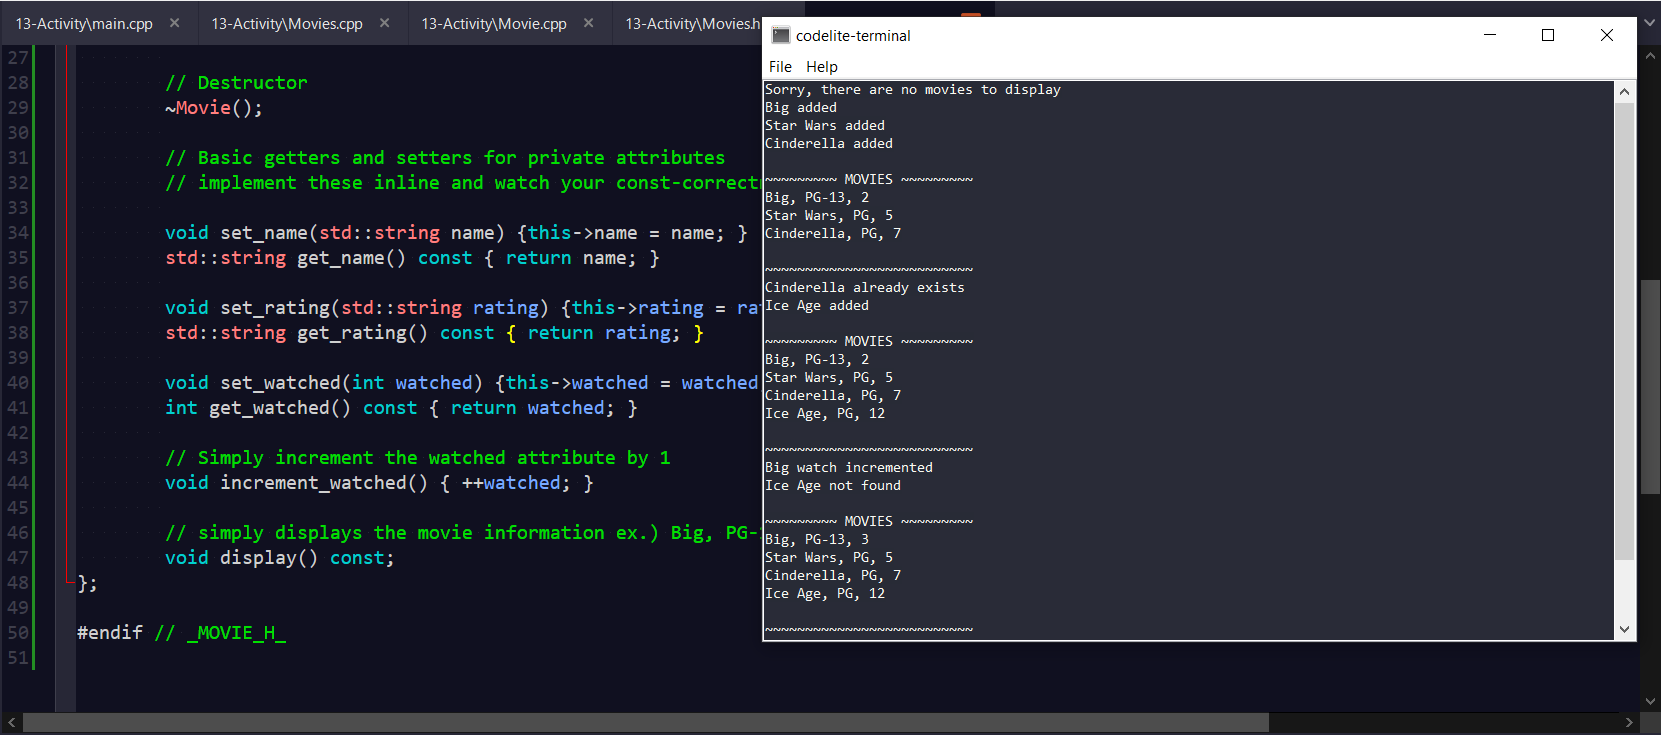 13-Activity\main.cpp
13-Activity\Movies.cpp
13-Activity\Movie.cpp
13-Activity\Movies.h
27
28 // Destructor
29 ~Movie();
30
31 // Basic getters and setters for private attributes
32 // implement these inline and watch your
33
34 void set_name(std::string name) {this->name = name; }
35 std::string get_name() const { return name; }
36
37 void set_rating(std::string rating) {this->rating =
38 std::string get_rating() const { return rating; }
39
40 void set_watched(int watched) {this->watched = watched
41 int get_watched() const { return watched; }
42
43 // Simply increment the watched attribute by 1
44 void increment_watched() { ++watched; }
45
46 // simply displays the movie information ex.) Big,
47 void display() const;
48 };
49
50 #endif // _MOVIE_H_
51
codelite-terminal
File Help
Sorry, there are no movies to display
Big added
Star Wars added
Cinderella added
~~~~~~~~~ MOVIES ~~~~~~~~~
Big, PG-13, 2
Star Wars, PG, 5
Cinderella, PG, 7
~~~~~~~~~~~~~~~~~~~~~~~~~~
Cinderella already exists
Ice Age added
~~~~~~~~~ MOVIES ~~~~~~~~~
Big, PG-13, 2
Star Wars, PG, 5
Cinderella, PG, 7
Ice Age, PG, 12
~~~~~~~~~~~~~~~~~~~~~~~~~~
Big watch incremented
Ice Age not found
~~~~~~~~~ MOVIES ~~~~~~~~~
Big, PG-13, 3
Star Wars, PG, 5
Cinderella, PG, 7
Ice Age, PG, 12
~~~~~~~~~~~~~~~~~~~~~~~~~~